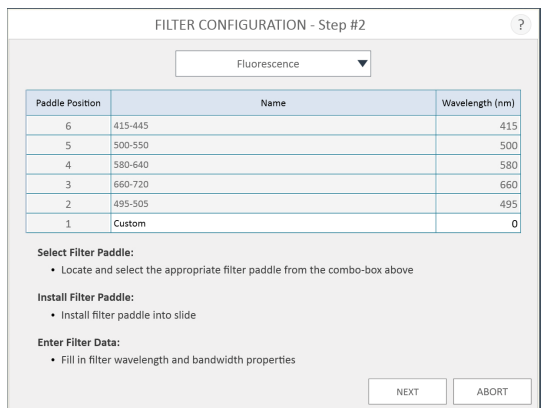 FILTER CONFIGURATION - Step #2
?
Fluorescence
Paddle Position Name Wavelength (nm)
6 415-445 415
5 500-550 500
4 580-640 580
3 660-720 660
2 495-505 495
1 Custom 0
Select Filter Paddle:
• Locate and select the appropriate filter paddle from the combo-box above
Install Filter Paddle:
• Install filter paddle into slide
Enter Filter Data:
• Fill in filter wavelength and bandwidth properties
NEXT ABORT